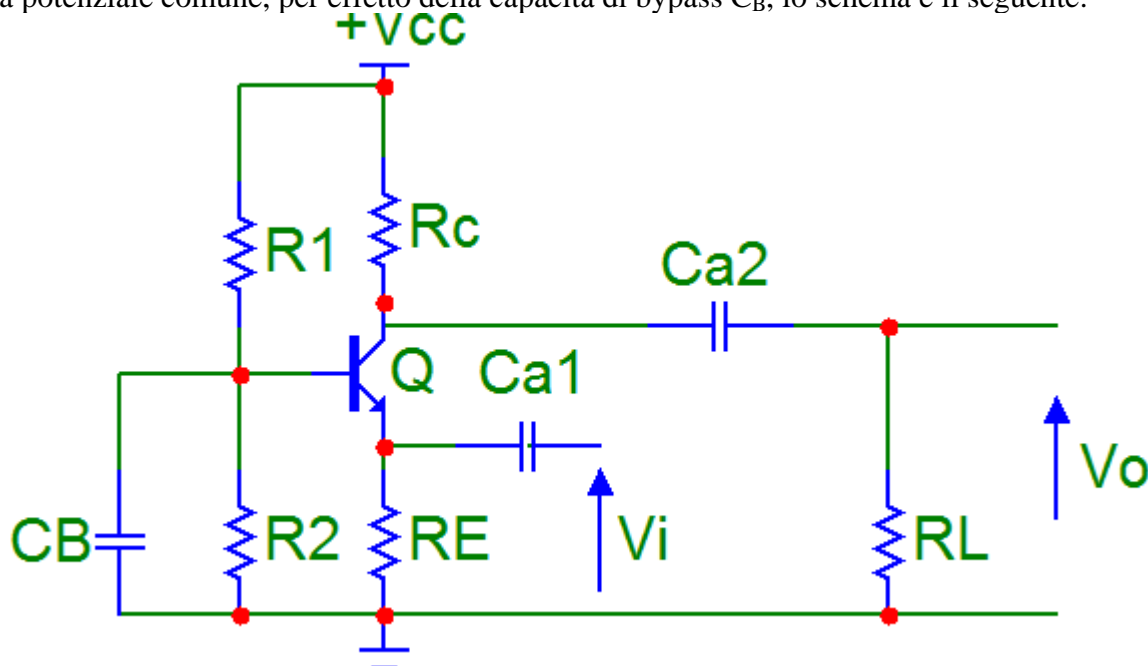 a potenziale comune, per effetto della capacità di bypass CB, lo schema è il seguente:
+Vcc
R1
Rc
Ca2
Q
Ca1
Vo
CB
R2
RE
Vi
RL